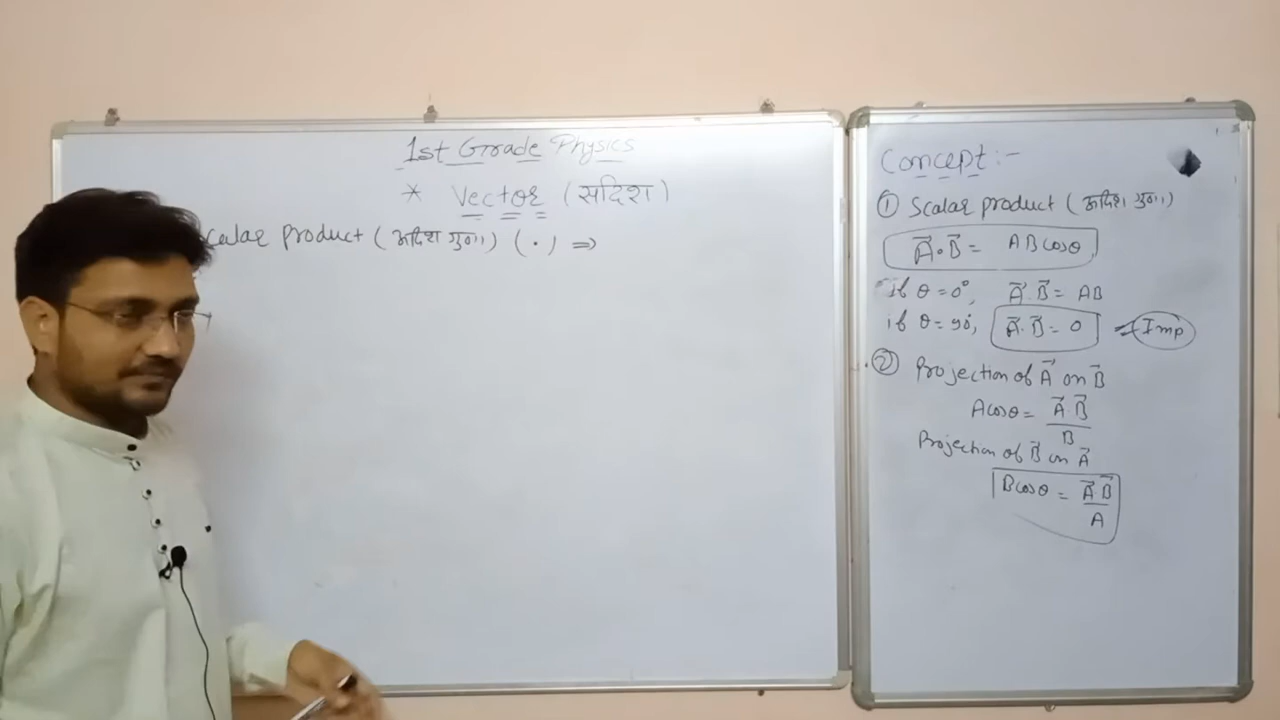 1st Grade Physics
* Vector (सदिश)
Scalar product (अदिश गुणा) (·) ⇒
Concept :-
① Scalar product (अदिश गुणा)
A⃗·B⃗ = AB cosθ
if θ = 0°, A⃗·B⃗ = AB
if θ = 90°, A⃗·B⃗ = 0 ⇐ Imp
② Projection of A⃗ on B⃗
A cosθ = A⃗·B⃗ / B
Projection of B⃗ on A⃗
B cosθ = A⃗·B⃗ / A